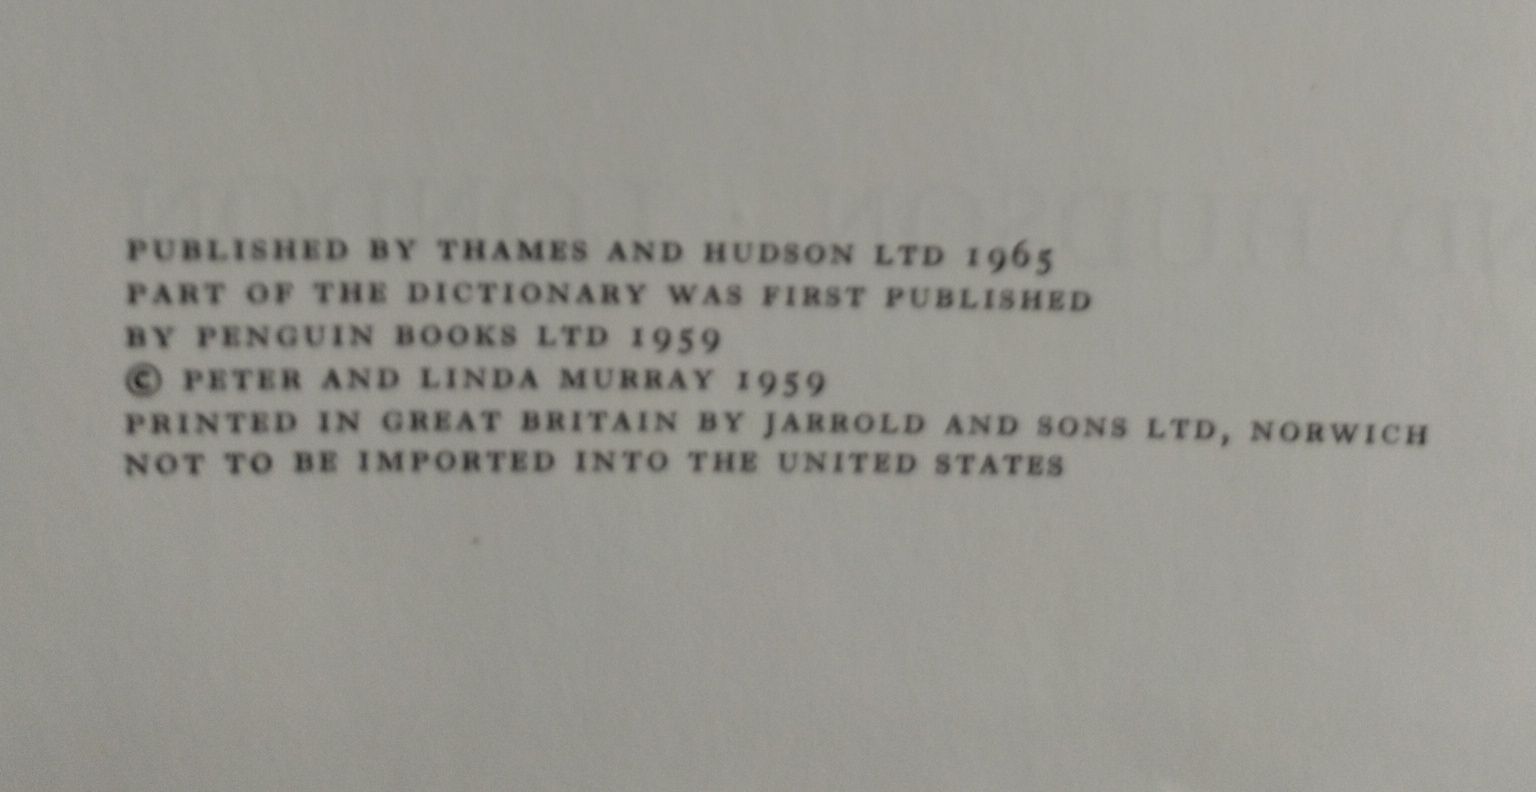 PUBLISHED BY THAMES AND HUDSON LTD 1965
PART OF THE DICTIONARY WAS FIRST PUBLISHED
BY PENGUIN BOOKS LTD 1959
© PETER AND LINDA MURRAY 1959
PRINTED IN GREAT BRITAIN BY JARROLD AND SONS LTD, NORWICH
NOT TO BE IMPORTED INTO THE UNITED STATES